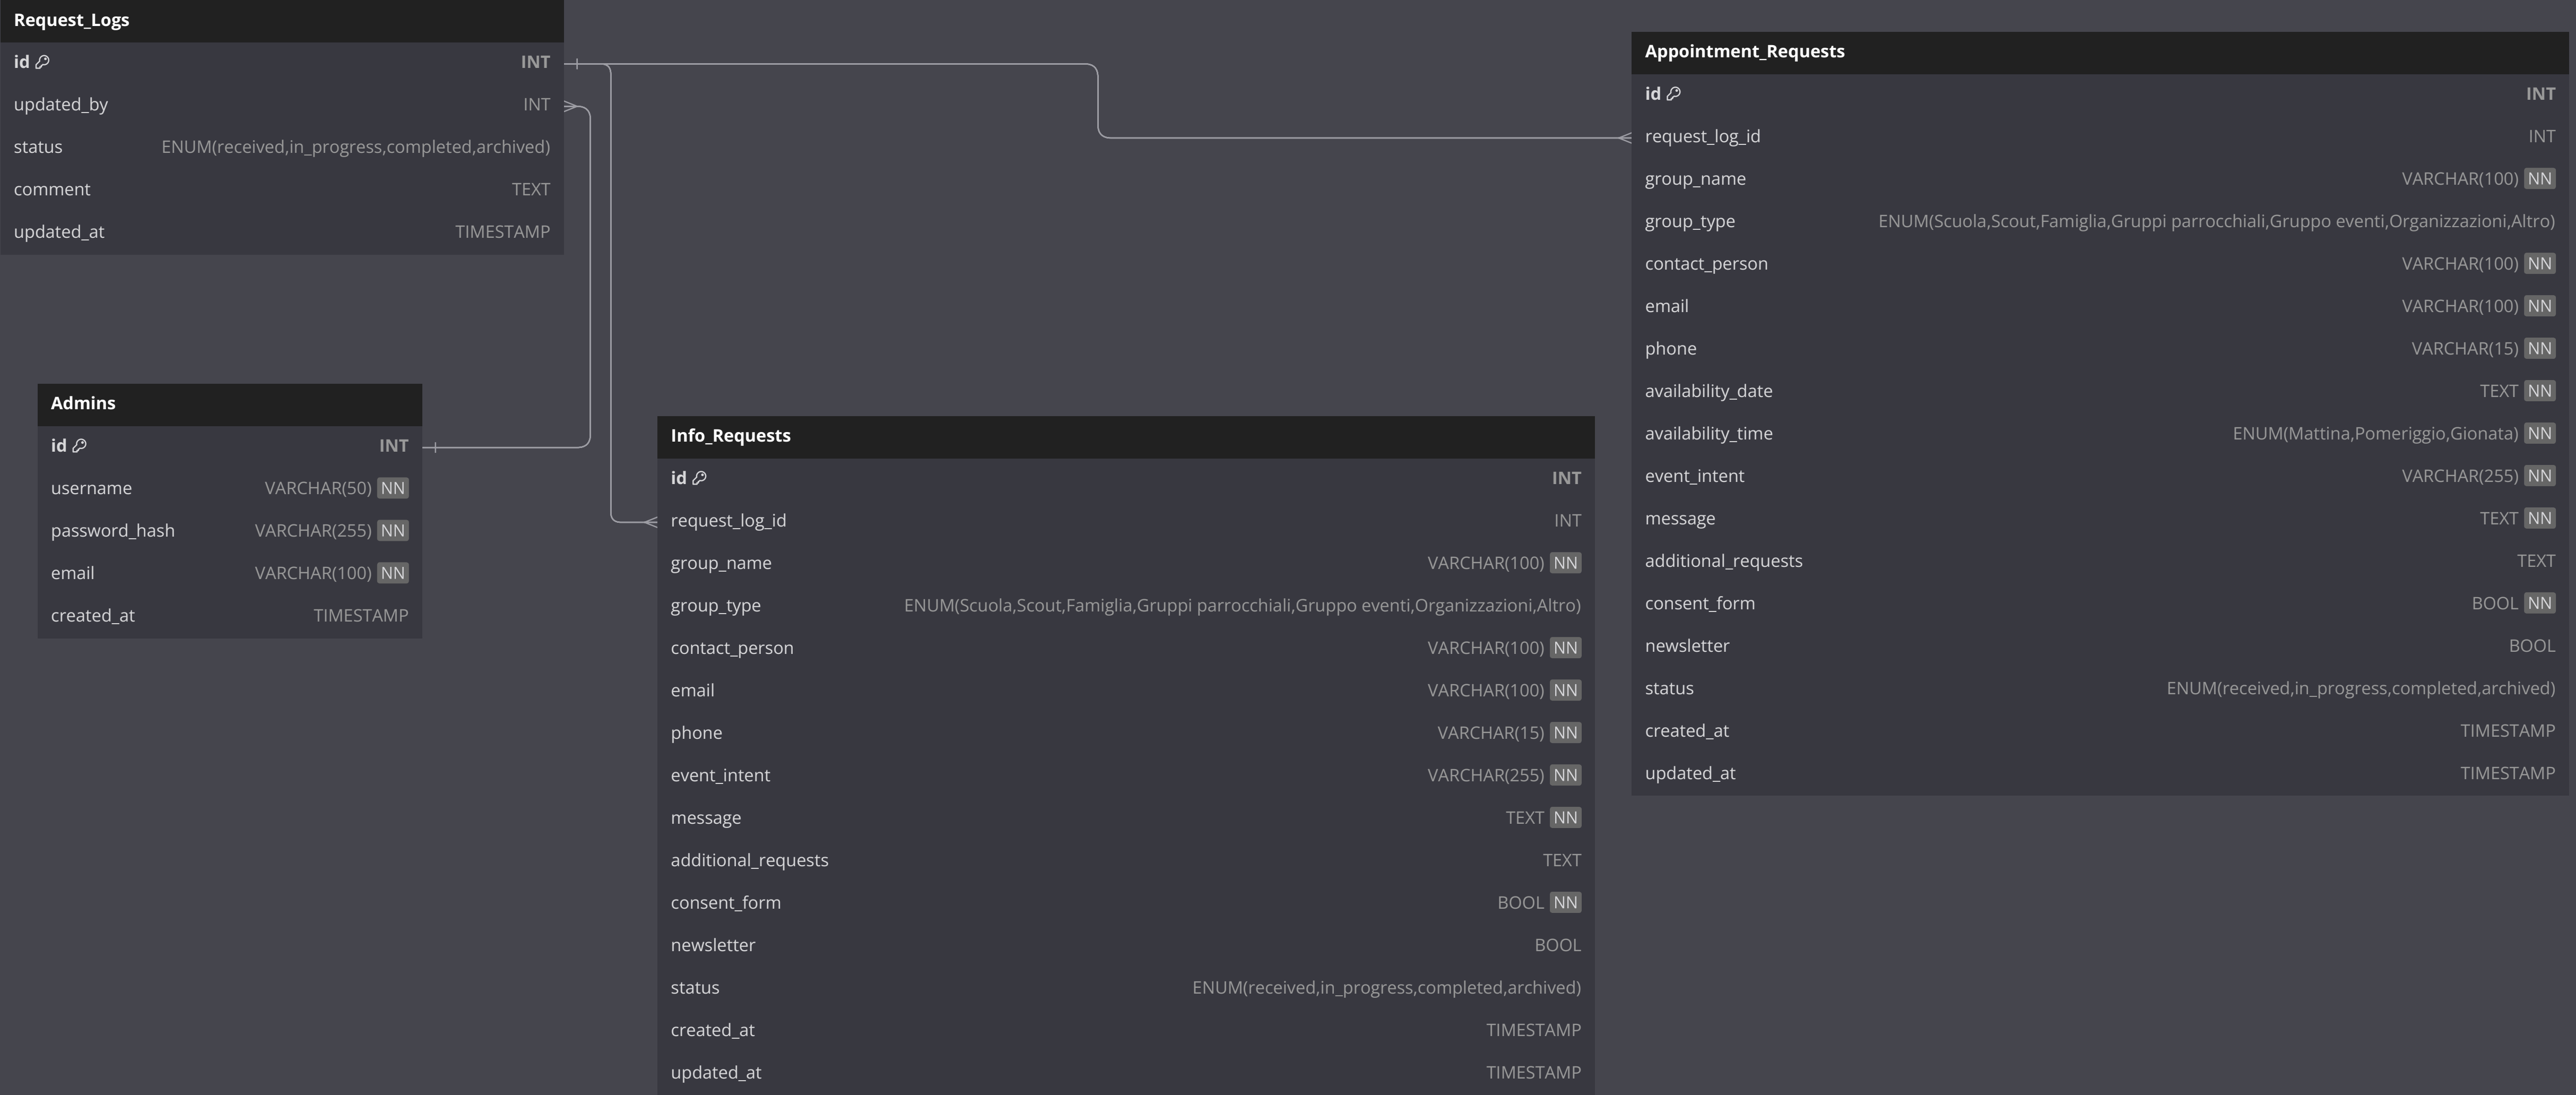 Request_Logs
id INT
updated_by INT
status ENUM(received,in_progress,completed,archived)
comment TEXT
updated_at TIMESTAMP
Admins
id INT
username VARCHAR(50) NN
password_hash VARCHAR(255) NN
email VARCHAR(100) NN
created_at TIMESTAMP
Info_Requests
id INT
request_log_id INT
group_name VARCHAR(100) NN
group_type ENUM(Scuola,Scout,Famiglia,Gruppi parrocchiali,Gruppo eventi,Organizzazioni,Altro)
contact_person VARCHAR(100) NN
email VARCHAR(100) NN
phone VARCHAR(15) NN
event_intent VARCHAR(255) NN
message TEXT NN
additional_requests TEXT
consent_form BOOL NN
newsletter BOOL
status ENUM(received,in_progress,completed,archived)
created_at TIMESTAMP
updated_at TIMESTAMP
Appointment_Requests
id INT
request_log_id INT
group_name VARCHAR(100) NN
group_type ENUM(Scuola,Scout,Famiglia,Gruppi parrocchiali,Gruppo eventi,Organizzazioni,Altro)
contact_person VARCHAR(100) NN
email VARCHAR(100) NN
phone VARCHAR(15) NN
availability_date TEXT NN
availability_time ENUM(Mattina,Pomeriggio,Gionata) NN
event_intent VARCHAR(255) NN
message TEXT NN
additional_requests TEXT
consent_form BOOL NN
newsletter BOOL
status ENUM(received,in_progress,completed,archived)
created_at TIMESTAMP
updated_at TIMESTAMP